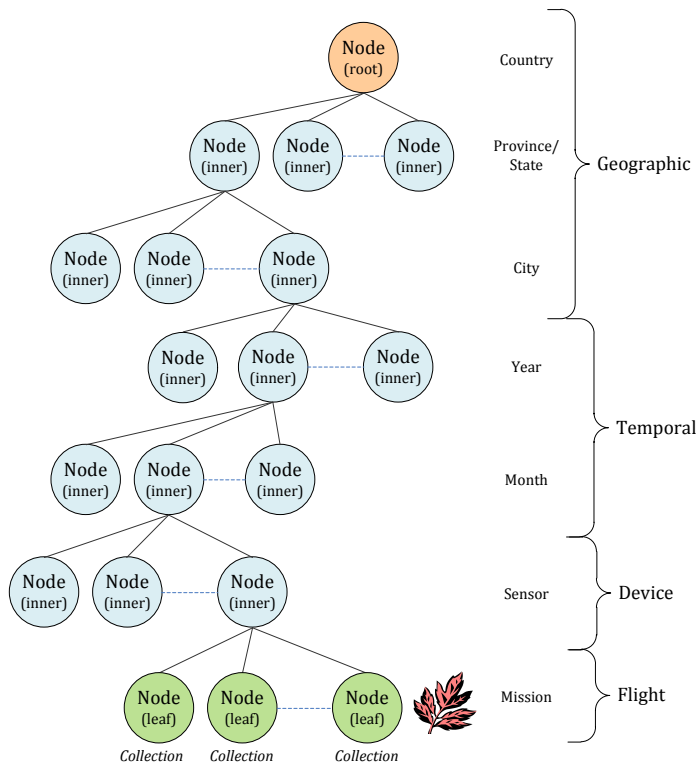 Node
(root)
Country
Node
(inner)
Node
(inner)
Node
(inner)
Province/
State
Geographic
Node
(inner)
Node
(inner)
Node
(inner)
City
Node
(inner)
Node
(inner)
Node
(inner)
Year
Temporal
Node
(inner)
Node
(inner)
Node
(inner)
Month
Node
(inner)
Node
(inner)
Node
(inner)
Sensor
Device
Node
(leaf)
Node
(leaf)
Node
(leaf)
Mission
Flight
Collection
Collection
Collection